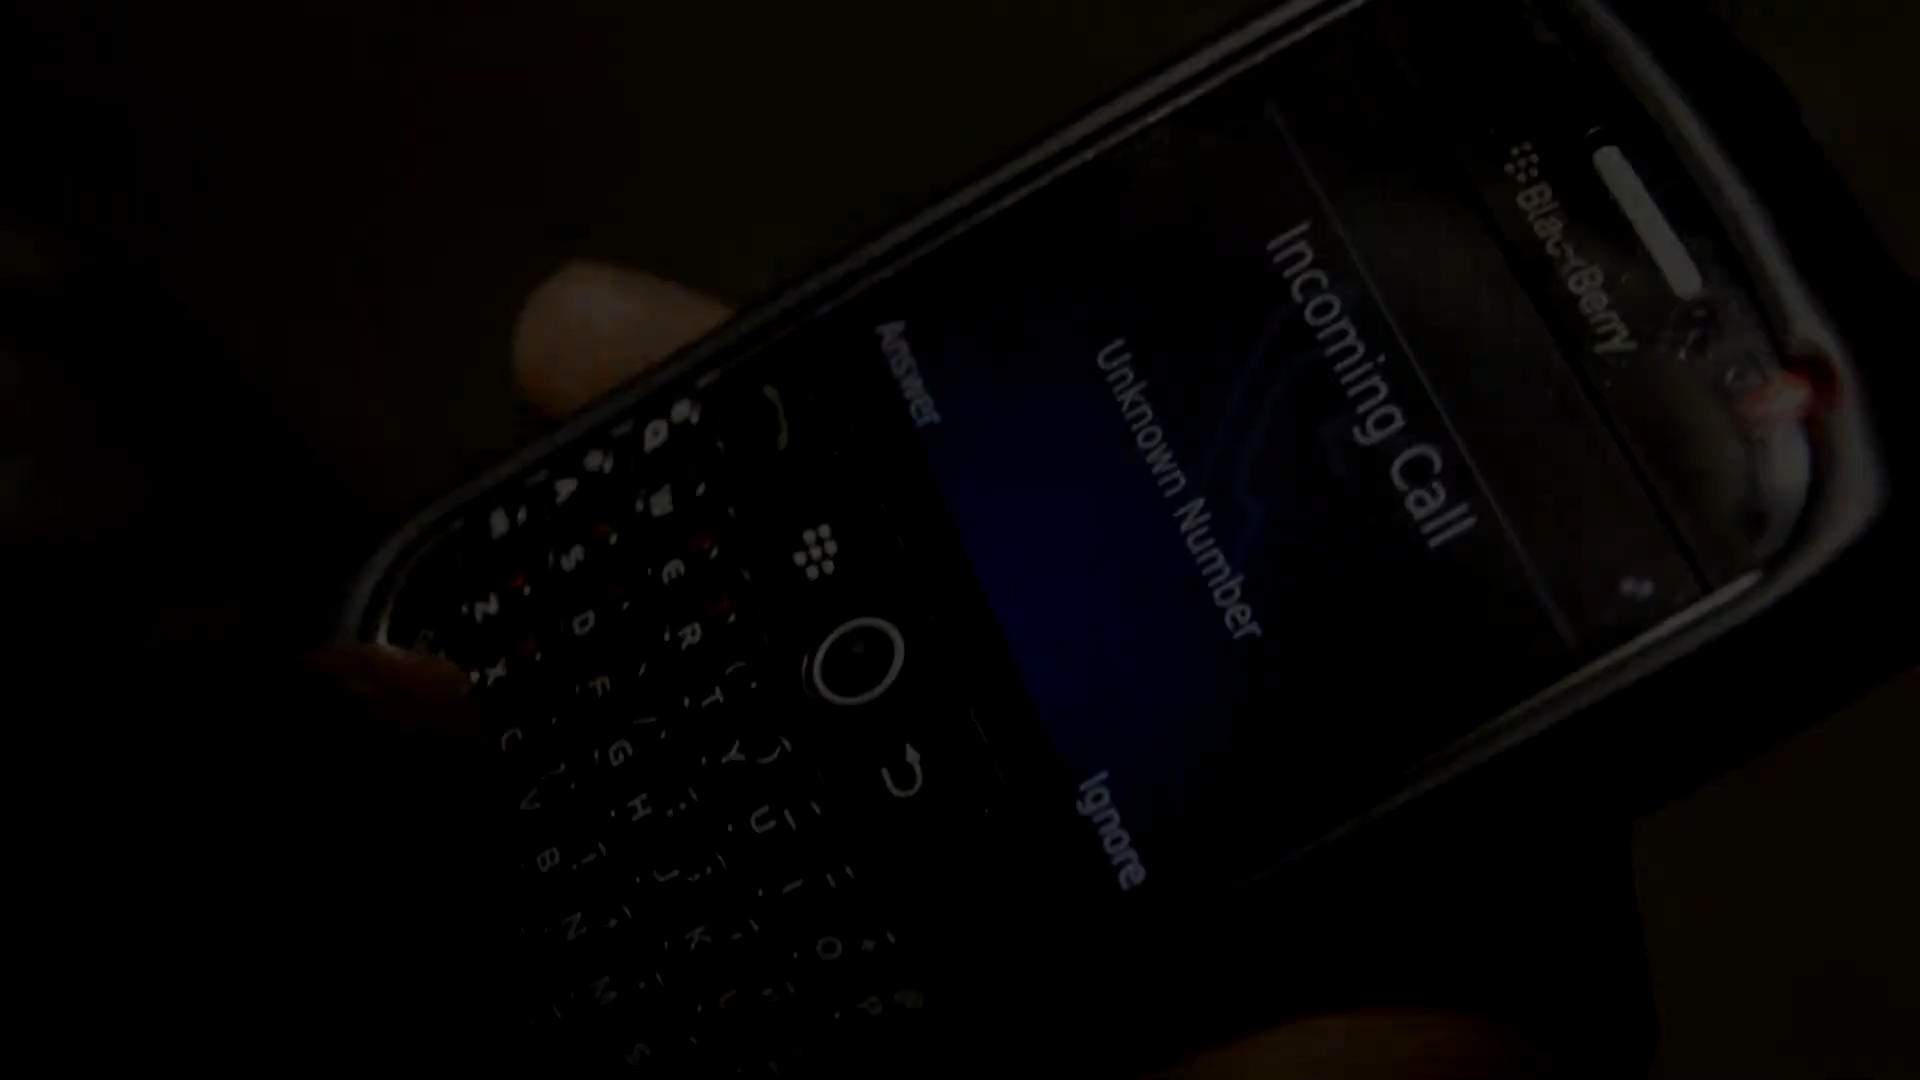 BlackBerry
Incoming Call
Unknown Number
Answer
Ignore
Q W E R T Y U I O P
A S D F G H J K L
Z X C V B N M